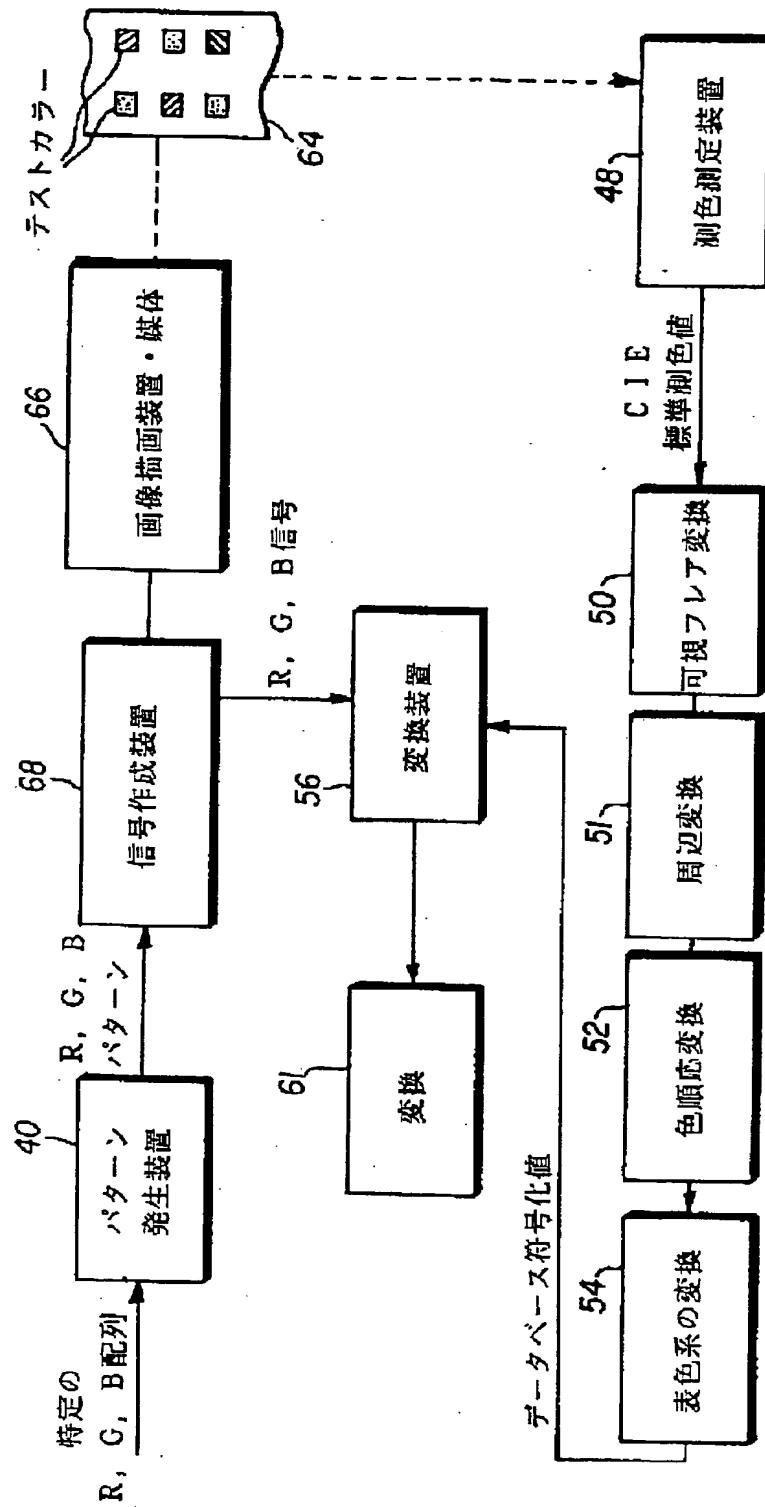 特定の
R, G, B配列
40
パターン
発生装置
R, G, B
パターン
68
信号作成装置
66
画像描画装置・媒体
テストカラー
64
R, G, B信号
56
変換装置
61
変換
48
測色測定装置
CIE
標準測色値
50
可視フレア変換
51
周辺変換
52
色順応変換
54
表色系の変換
データベース符号化値